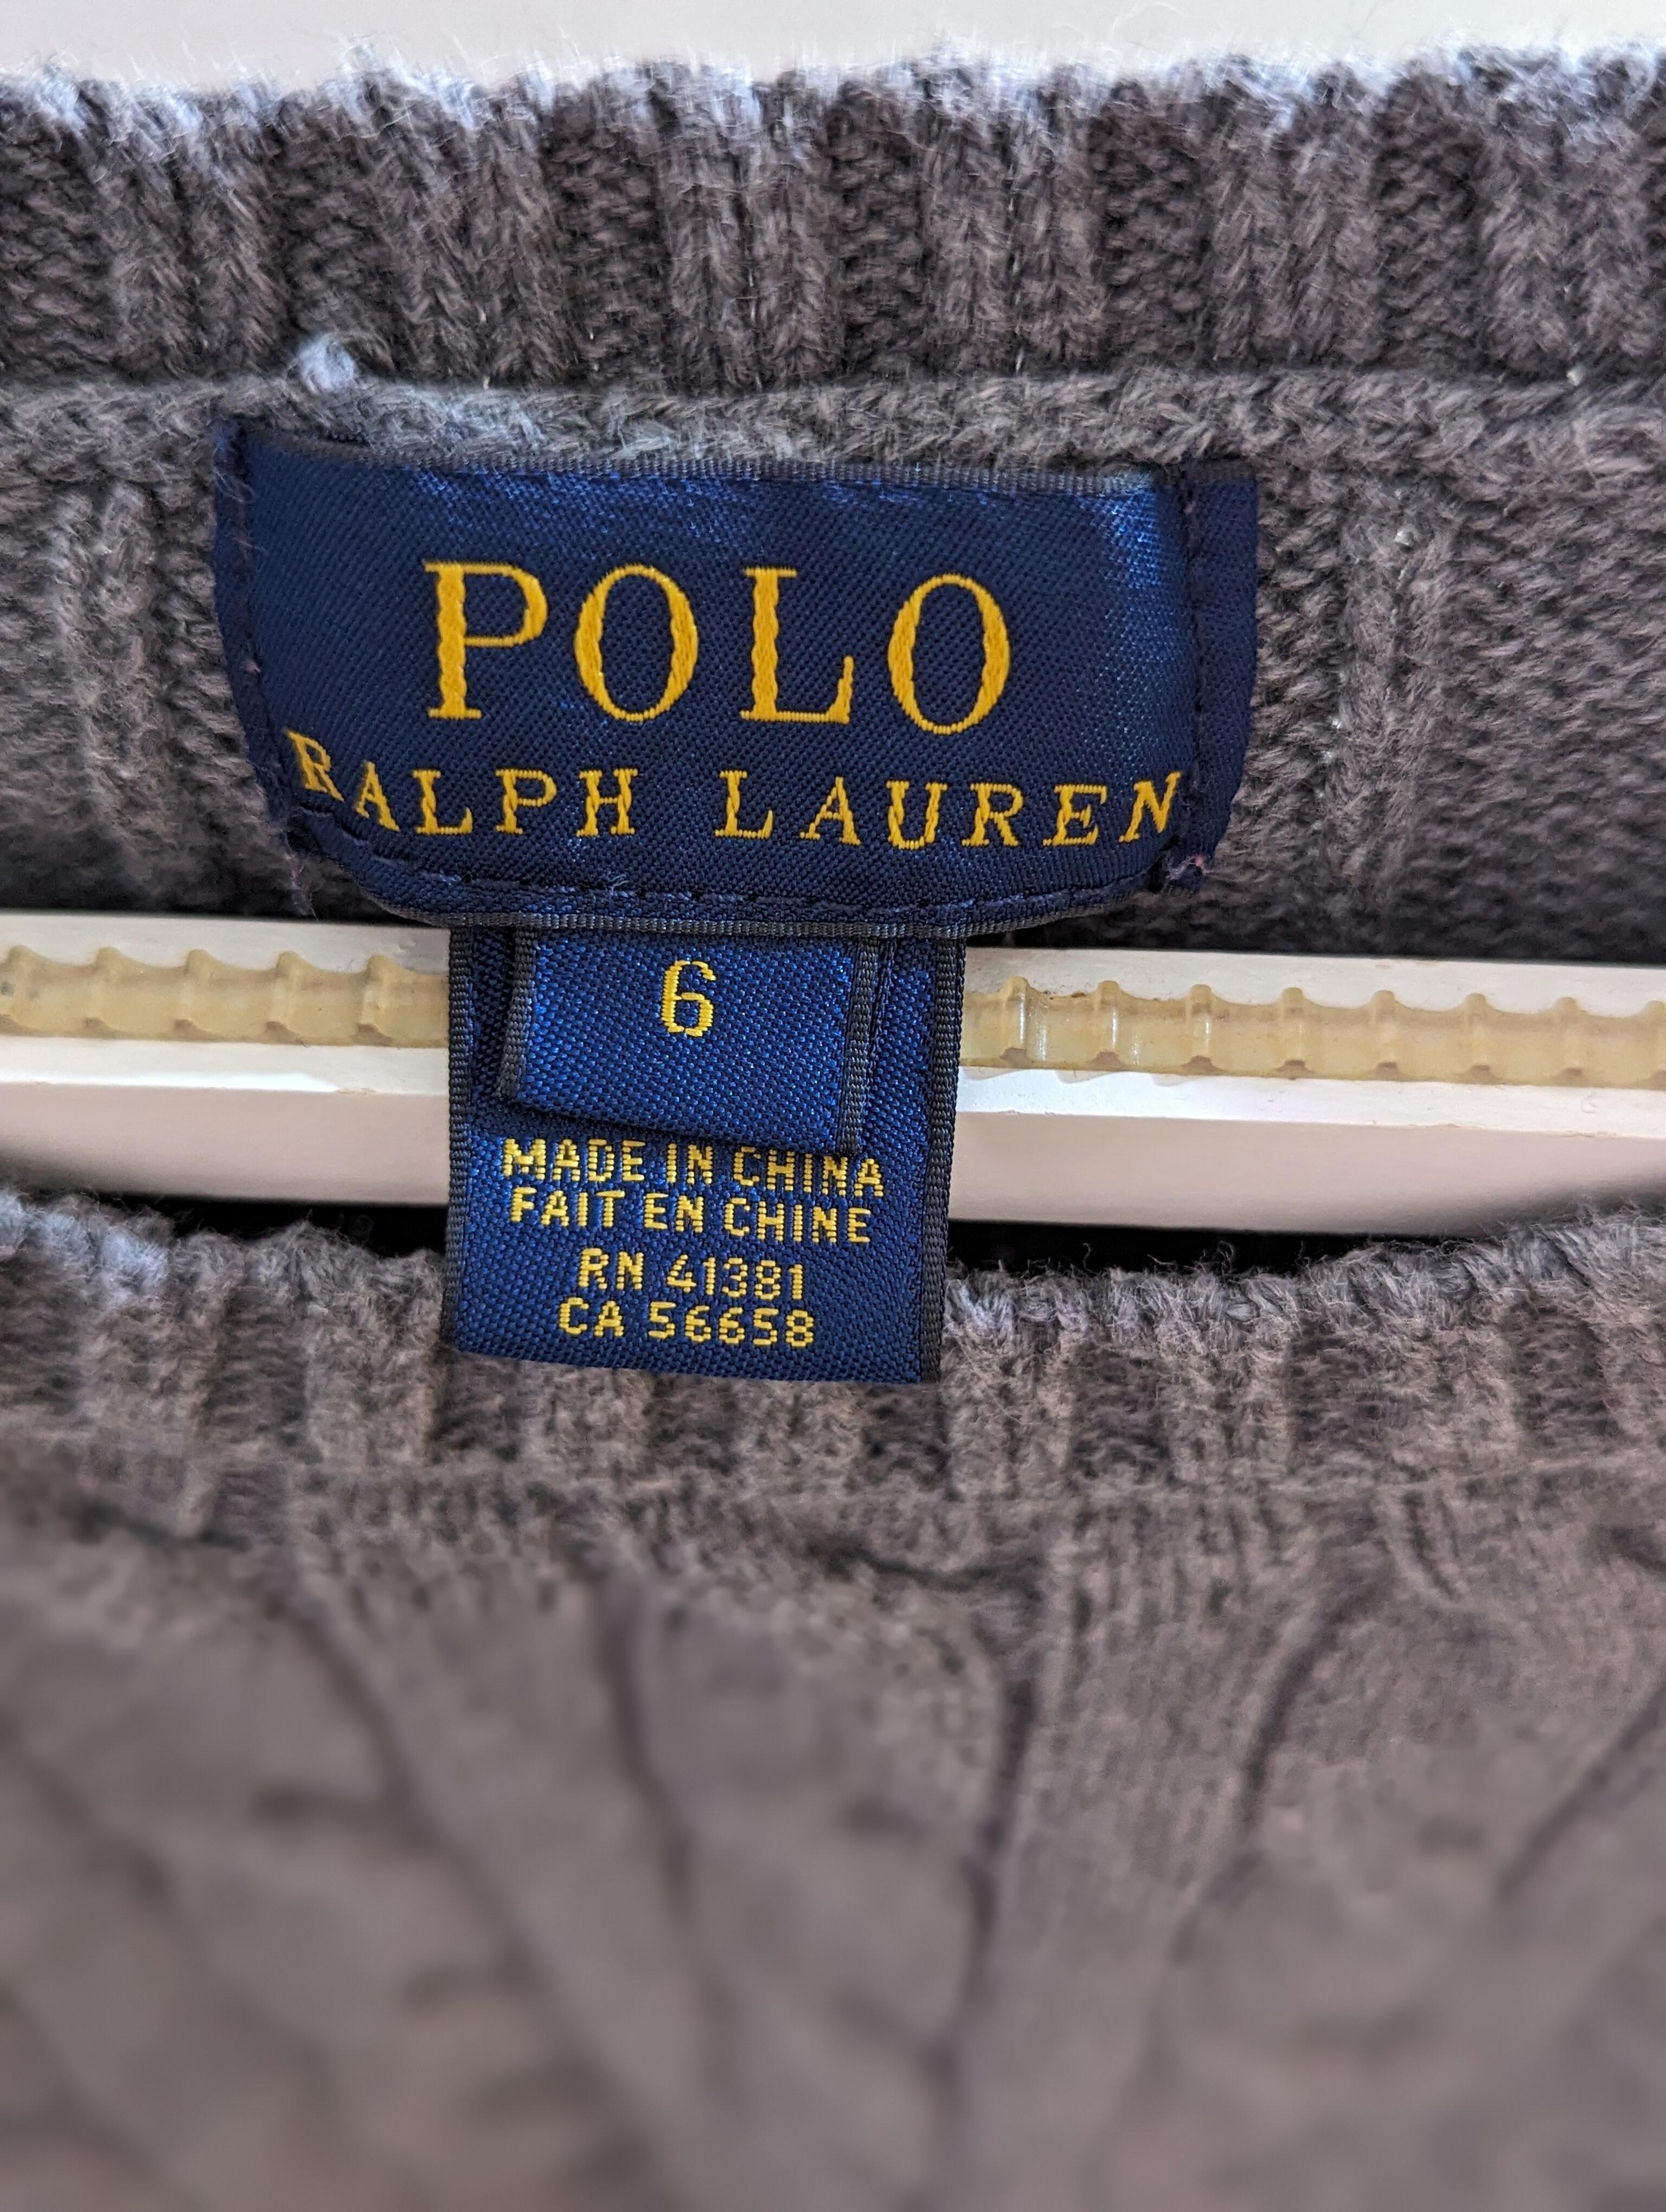 POLO
RALPH LAUREN
6
MADE IN CHINA
FAIT EN CHINE
RN 41381
CA 56658